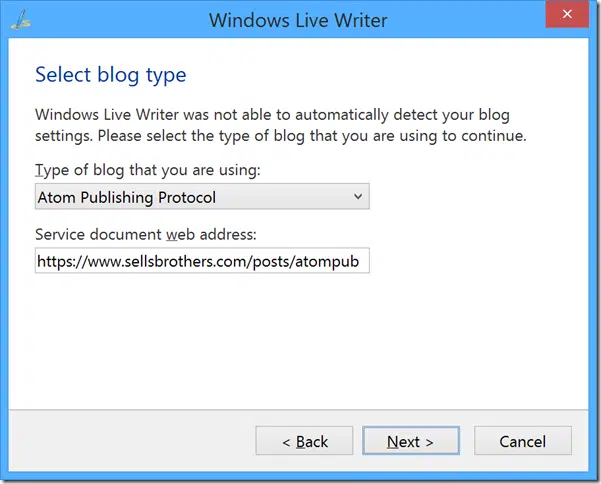 Windows Live Writer
Select blog type
Windows Live Writer was not able to automatically detect your blog
settings. Please select the type of blog that you are using to continue.
Type of blog that you are using:
Atom Publishing Protocol
Service document web address:
https://www.sellsbrothers.com/posts/atompub
< Back Next > Cancel